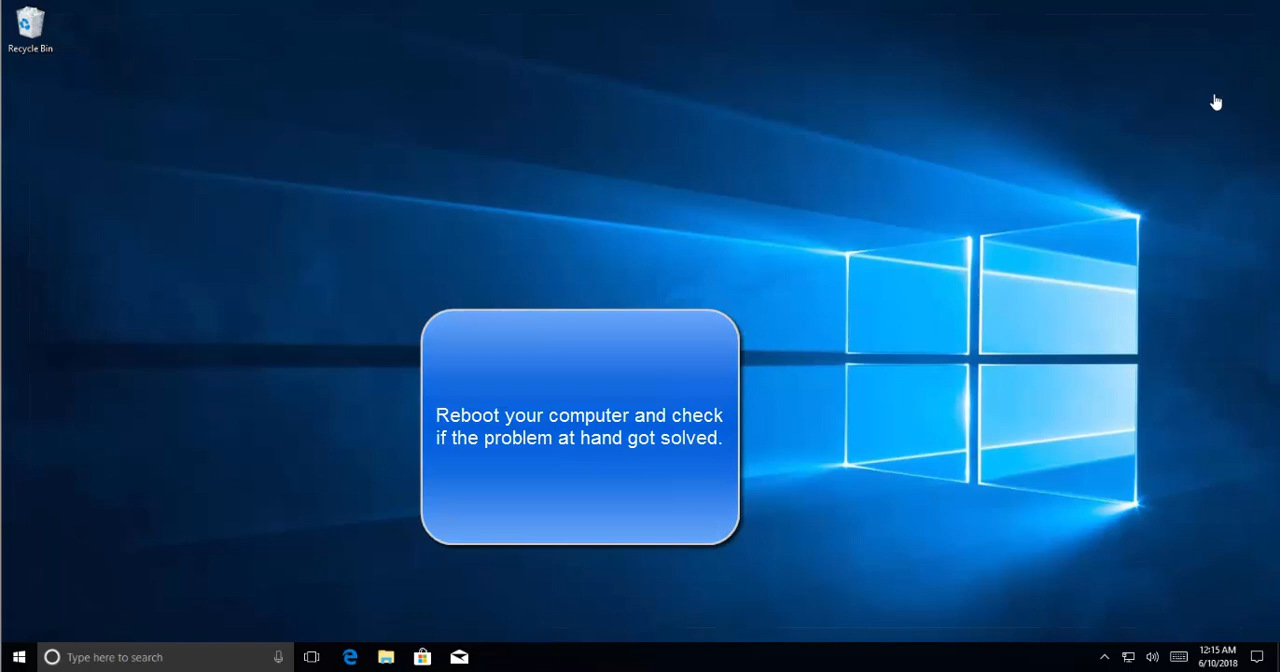 Recycle Bin
Reboot your computer and check
if the problem at hand got solved.
Type here to search
12:15 AM
6/10/2018